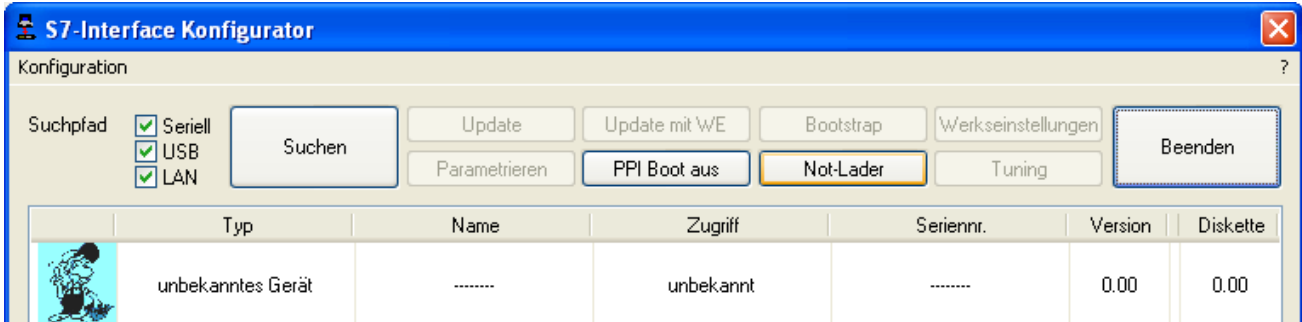 S7-Interface Konfigurator
Konfiguration ?
Suchpfad
Seriell
USB
LAN
Suchen
Update
Update mit WE
Bootstrap
Werkseinstellungen
Parametrieren
PPI Boot aus
Not-Lader
Tuning
Beenden
Typ Name Zugriff Seriennr. Version Diskette
unbekanntes Gerät -------- unbekannt -------- 0.00 0.00